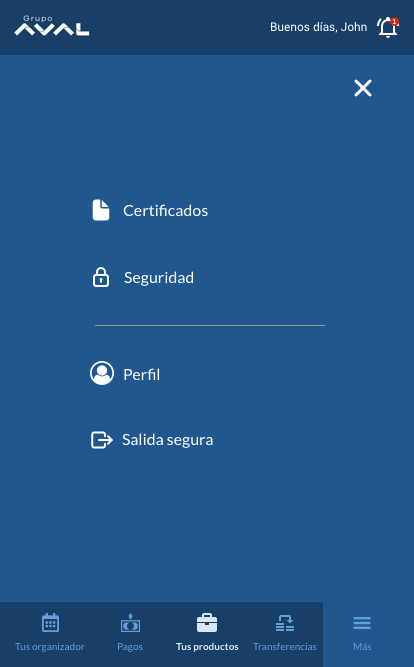 Grupo
AVAL
Buenos días, John
1
Certificados
Seguridad
Perfil
Salida segura
Tus organizador
Pagos
Tus productos
Transferencias
Más